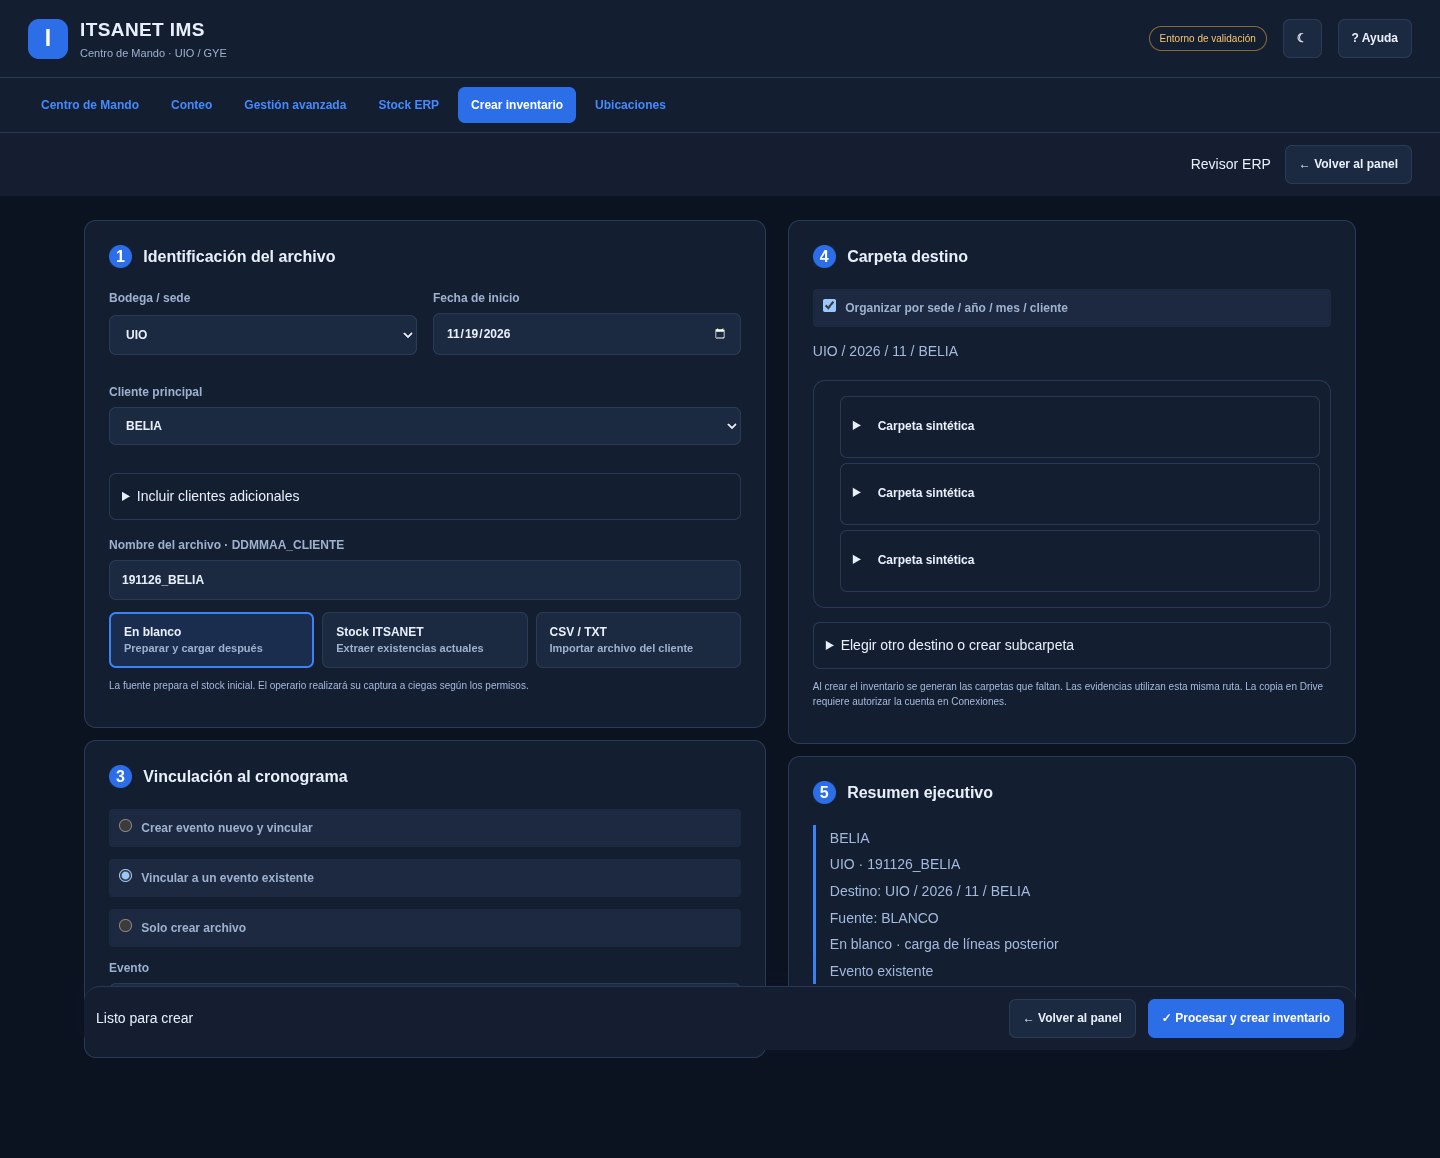 I
ITSANET IMS
Centro de Mando · UIO / GYE
Entorno de validación
☾
? Ayuda
Centro de Mando
Conteo
Gestión avanzada
Stock ERP
Crear inventario
Ubicaciones
Revisor ERP
← Volver al panel
1 Identificación del archivo
Bodega / sede
Fecha de inicio
UIO
11/19/2026
Cliente principal
BELIA
▶ Incluir clientes adicionales
Nombre del archivo · DDMMAA_CLIENTE
191126_BELIA
En blanco
Preparar y cargar después
Stock ITSANET
Extraer existencias actuales
CSV / TXT
Importar archivo del cliente
La fuente prepara el stock inicial. El operario realizará su captura a ciegas según los permisos.
3 Vinculación al cronograma
Crear evento nuevo y vincular
Vincular a un evento existente
Solo crear archivo
Evento
4 Carpeta destino
Organizar por sede / año / mes / cliente
UIO / 2026 / 11 / BELIA
▶ Carpeta sintética
▶ Carpeta sintética
▶ Carpeta sintética
▶ Elegir otro destino o crear subcarpeta
Al crear el inventario se generan las carpetas que faltan. Las evidencias utilizan esta misma ruta. La copia en Drive
requiere autorizar la cuenta en Conexiones.
5 Resumen ejecutivo
BELIA
UIO · 191126_BELIA
Destino: UIO / 2026 / 11 / BELIA
Fuente: BLANCO
En blanco · carga de líneas posterior
Evento existente
Listo para crear
← Volver al panel
✓ Procesar y crear inventario